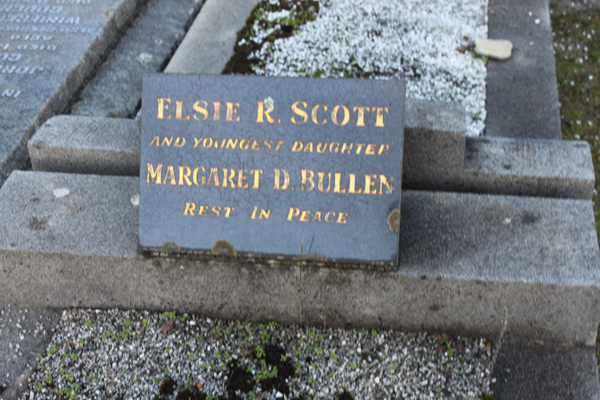 ELSIE R. SCOTT
AND YOUNGEST DAUGHTER
MARGARET D. BULLEN
REST IN PEACE